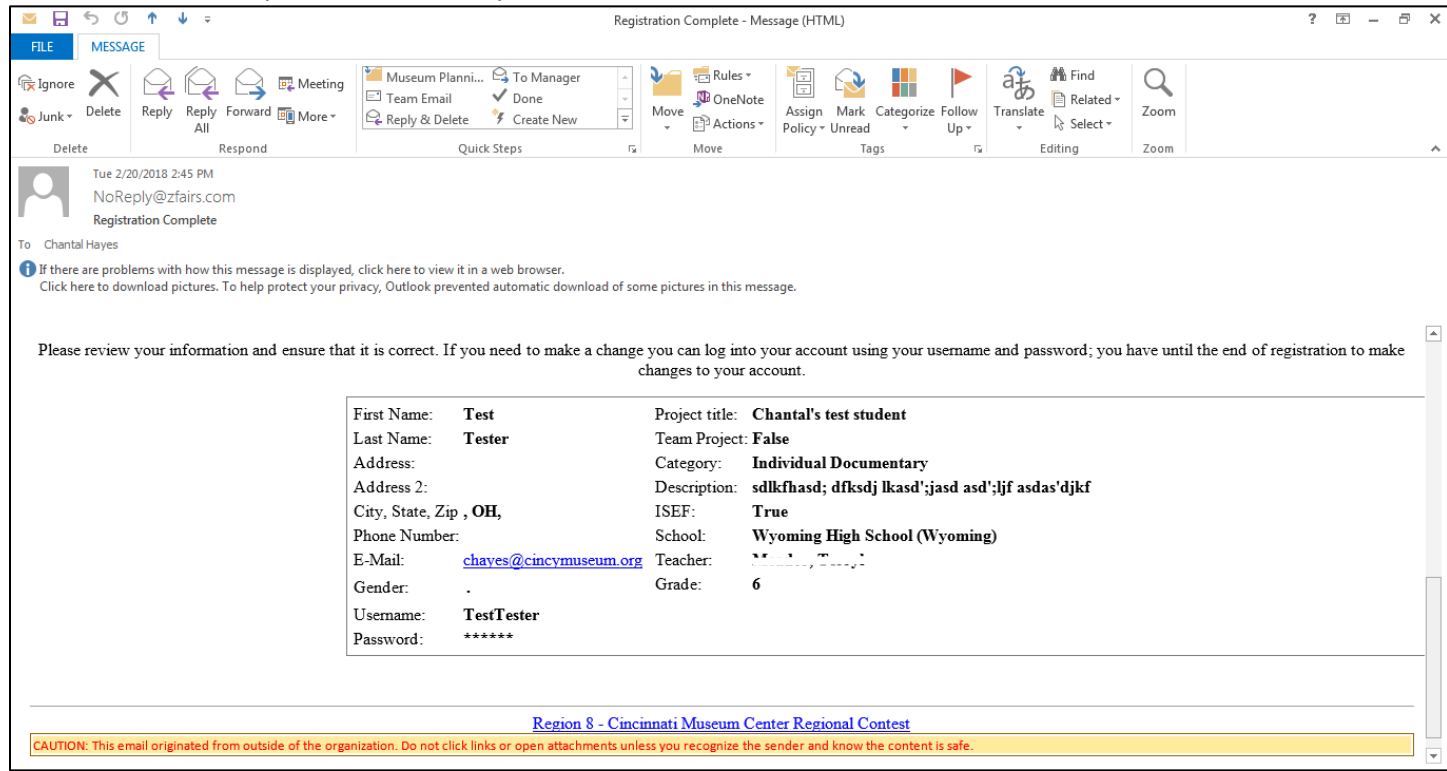 Registration Complete - Message (HTML)
FILE MESSAGE
Ignore
Junk
Delete
Reply
Reply All
Forward
Meeting
More
Museum Planni... To Manager
Team Email Done
Reply & Delete Create New
Move
Rules
OneNote
Actions
Assign Policy
Mark Unread
Categorize
Follow Up
Translate
Find
Related
Select
Zoom
Delete Respond Quick Steps Move Tags Editing Zoom
Tue 2/20/2018 2:45 PM
NoReply@zfairs.com
Registration Complete
To Chantal Hayes
If there are problems with how this message is displayed, click here to view it in a web browser.
Click here to download pictures. To help protect your privacy, Outlook prevented automatic download of some pictures in this message.
Please review your information and ensure that it is correct. If you need to make a change you can log into your account using your username and password; you have until the end of registration to make
changes to your account.
First Name: Test Project title: Chantal's test student
Last Name: Tester Team Project: False
Address: Category: Individual Documentary
Address 2: Description: sdlkfhasd; dfksdj lkasd';jasd asd';ljf asdas'djkf
City, State, Zip , OH, ISEF: True
Phone Number: School: Wyoming High School (Wyoming)
E-Mail: chayes@cincymuseum.org Teacher:
Gender: . Grade: 6
Username: TestTester
Password: ******
Region 8 - Cincinnati Museum Center Regional Contest
CAUTION: This email originated from outside of the organization. Do not click links or open attachments unless you recognize the sender and know the content is safe.